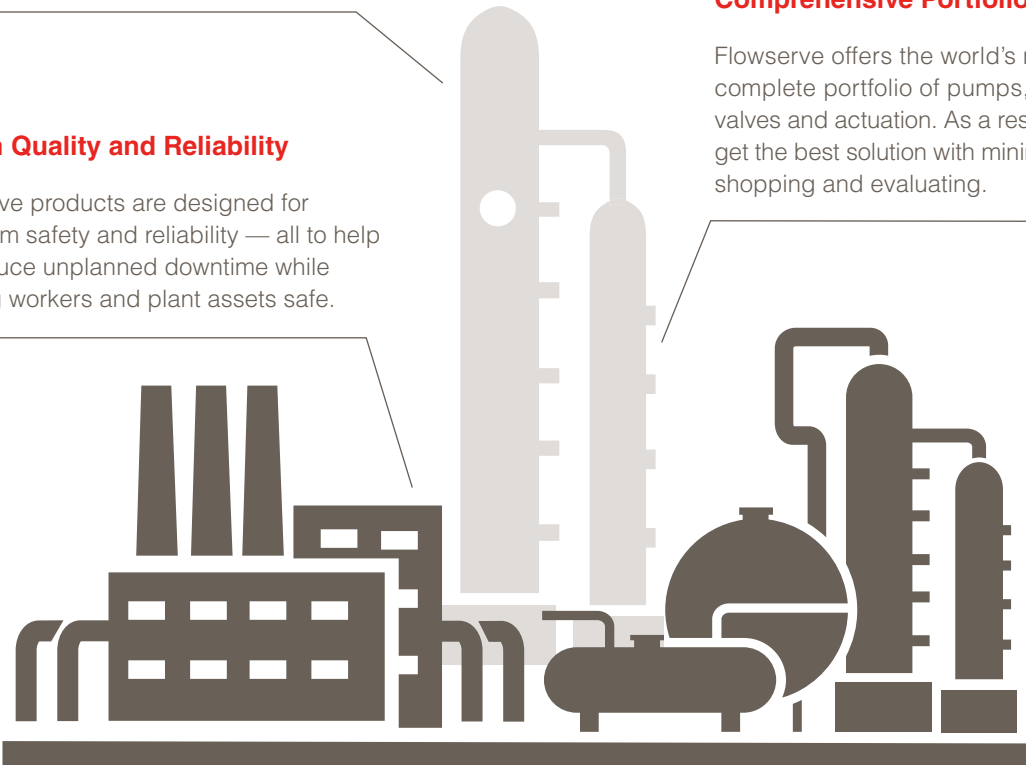 Quality and Reliability
ve products are designed for
m safety and reliability — all to help
uce unplanned downtime while
workers and plant assets safe.
Comprehensive Portfolio
Flowserve offers the world's
complete portfolio of pumps,
valves and actuation. As a res
get the best solution with mini
shopping and evaluating.